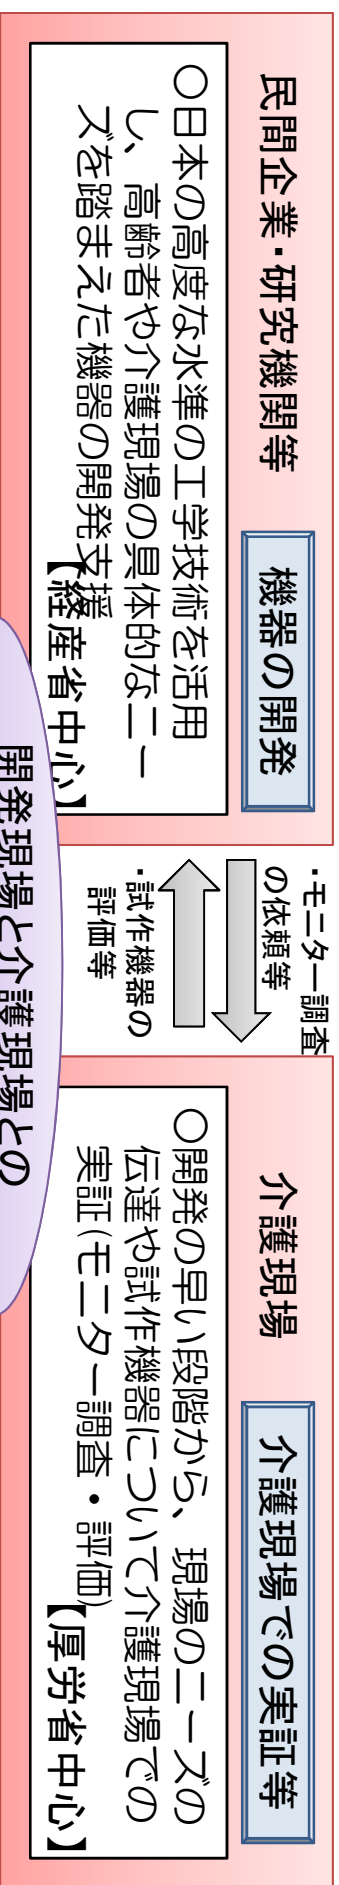 民間企業・研究機関等
機器の開発
○日本の高度な水準の工学技術を活用
し、高齢者や介護現場の具体的なニー
ズを踏まえた機器の開発支援
【経産省中心】
・モニター調査
の依頼等
・試作機器の
評価等
介護現場
介護現場での実証等
○開発の早い段階から、現場のニーズの
伝達や試作機器について介護現場での
実証(モニター調査・評価)
【厚労省中心】
開発現場と介護現場との